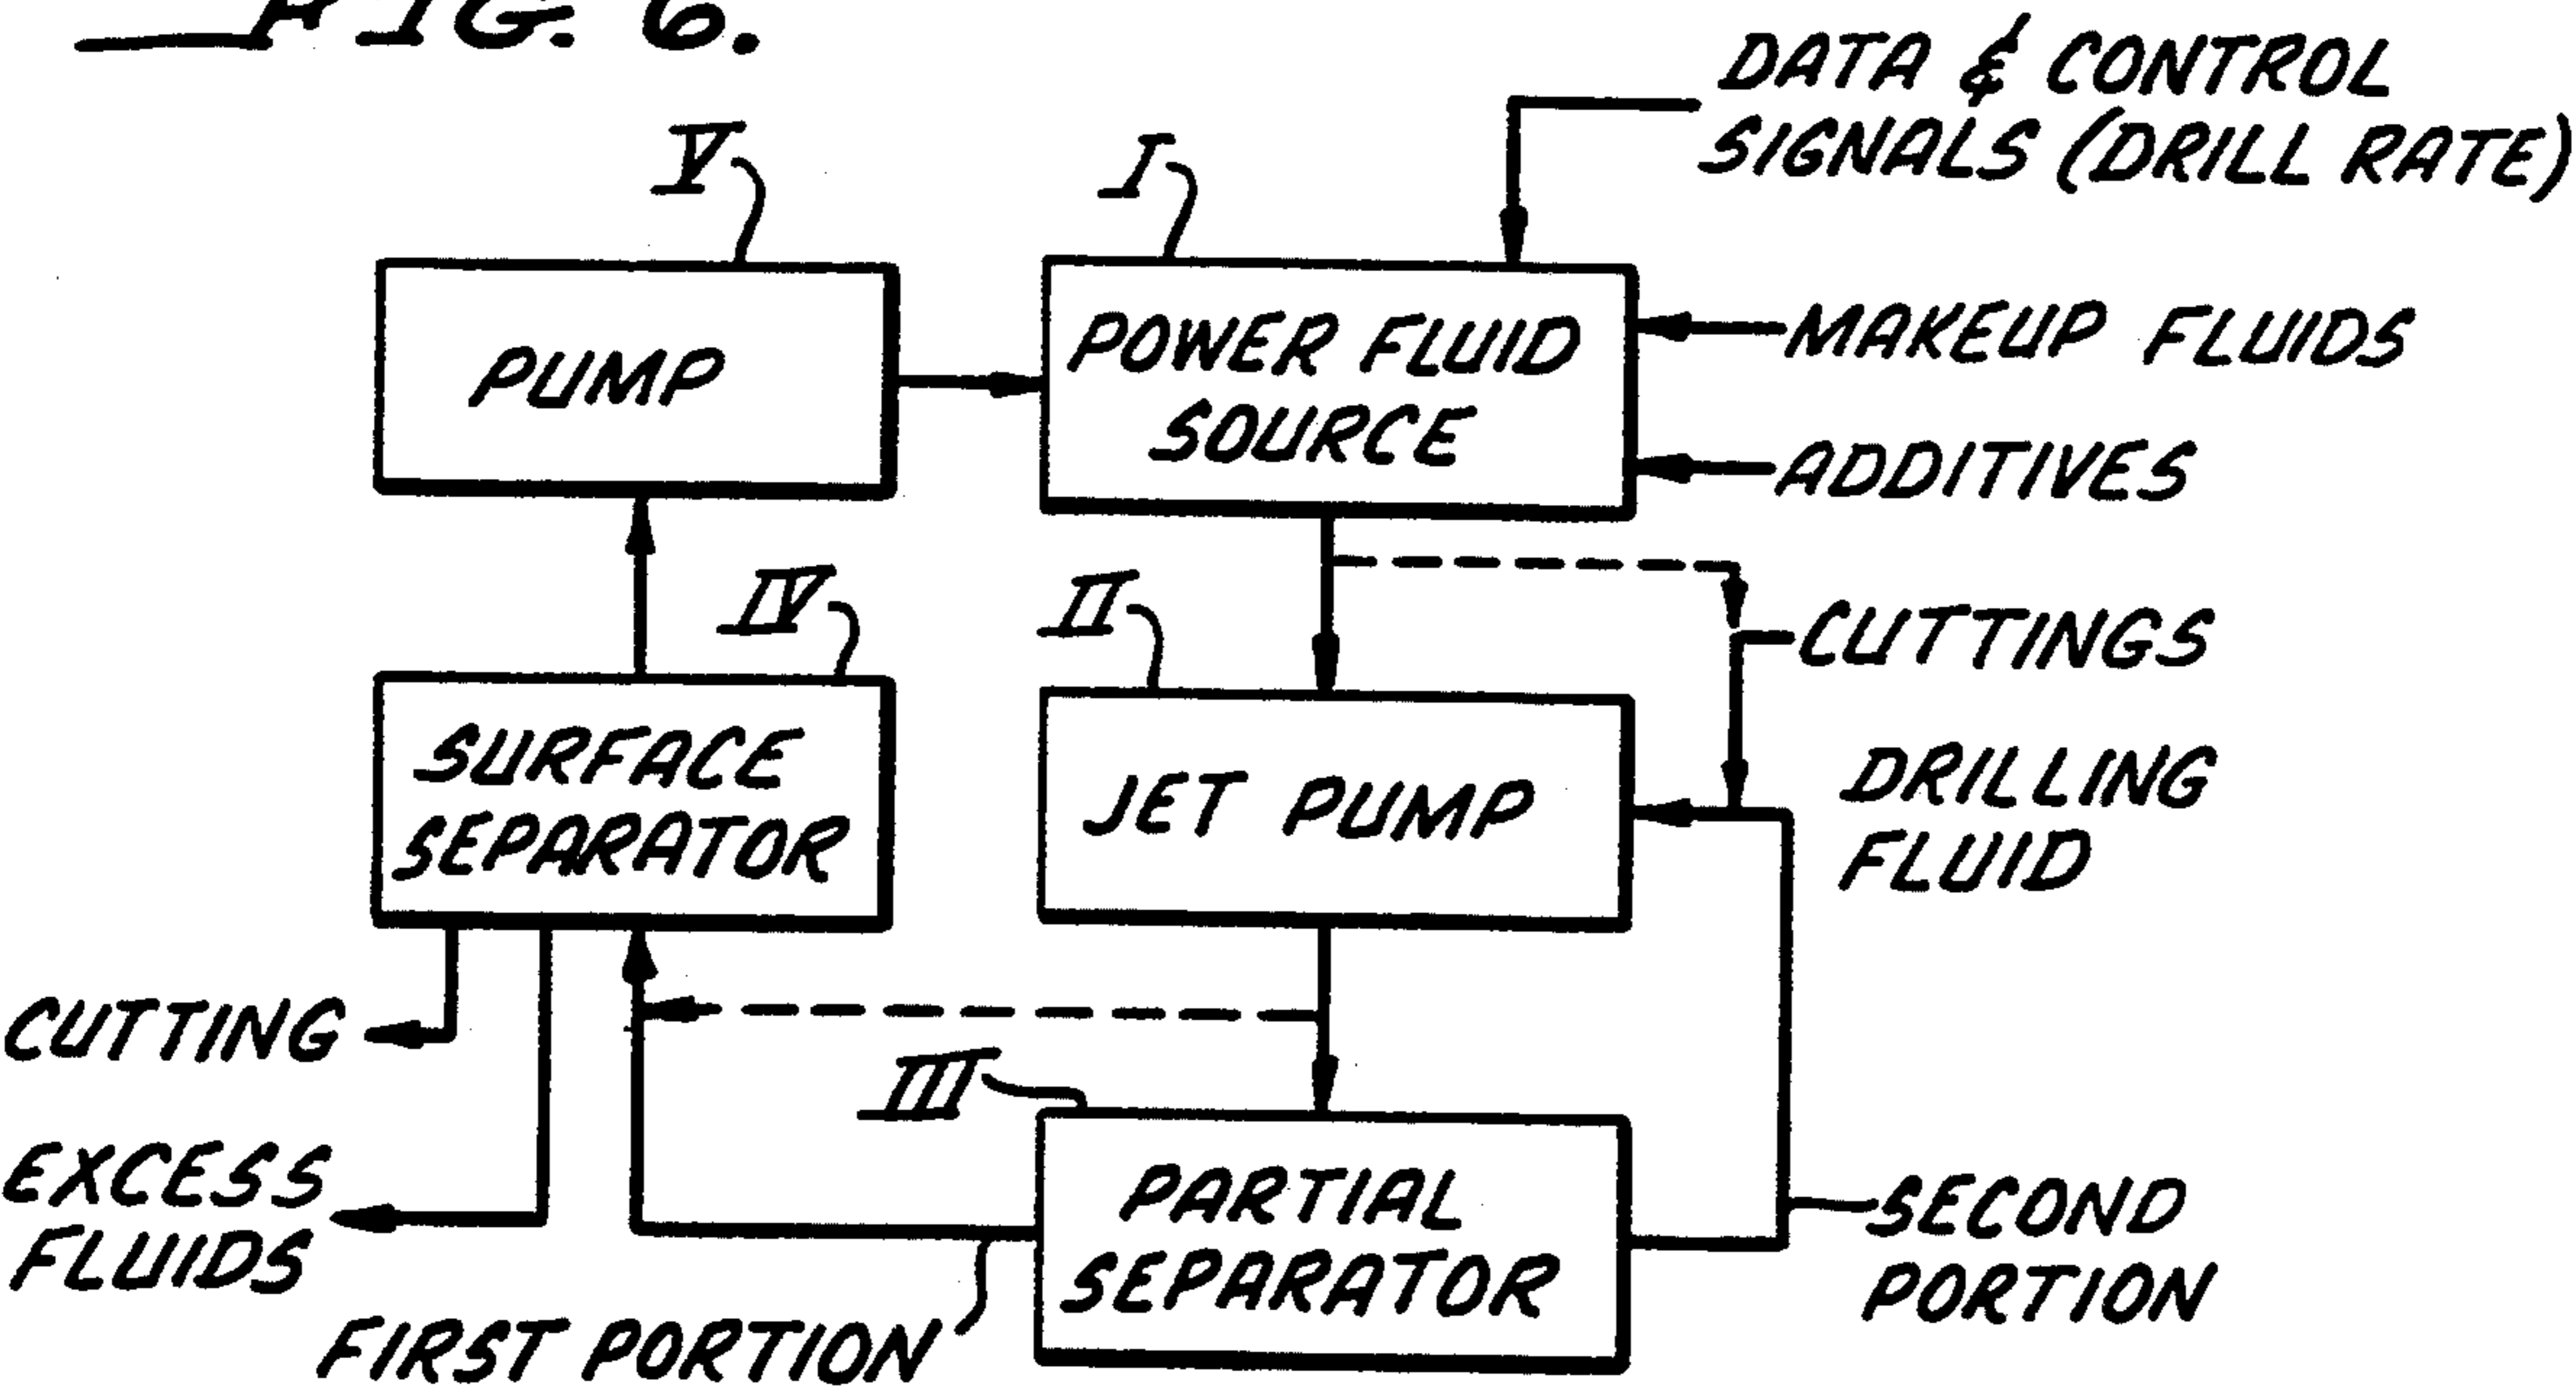 FIG. 6.
DATA & CONTROL
SIGNALS (DRILL RATE)
V
I
PUMP
POWER FLUID
SOURCE
MAKEUP FLUIDS
ADDITIVES
IV
II
CUTTINGS
SURFACE
SEPARATOR
JET PUMP
DRILLING
FLUID
CUTTING
III
EXCESS
FLUIDS
PARTIAL
SEPARATOR
SECOND
PORTION
FIRST PORTION